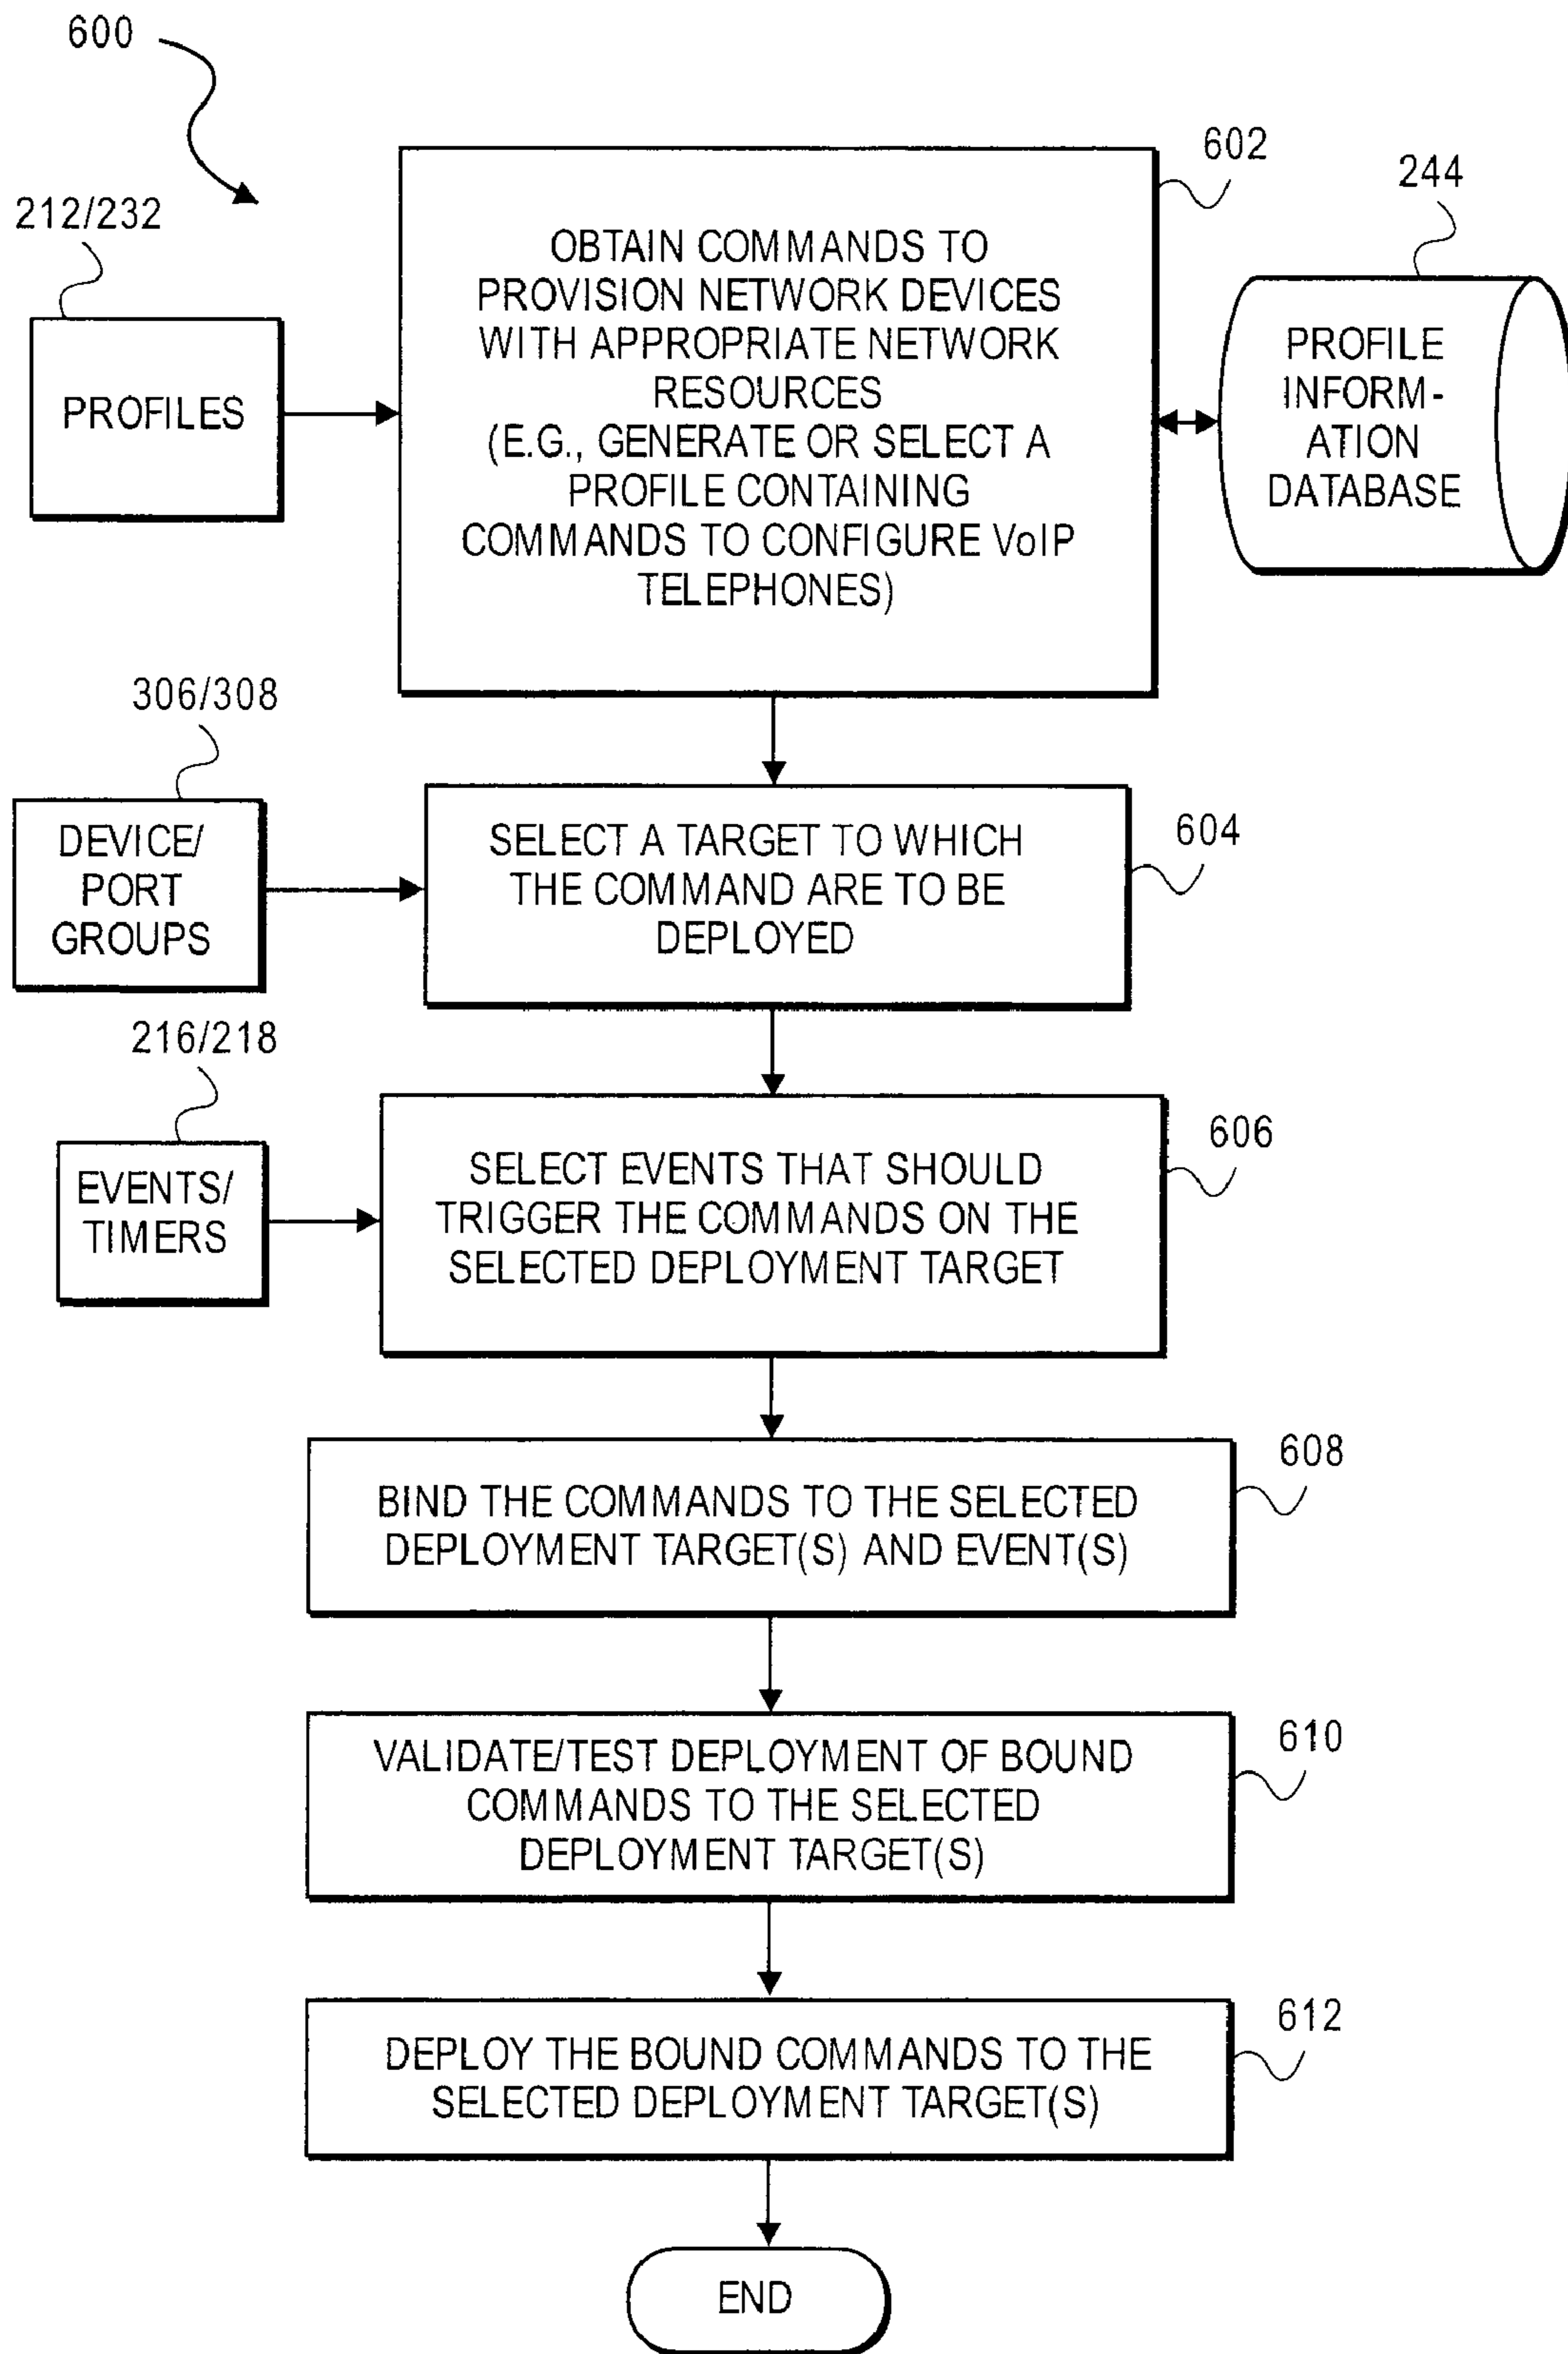 600
602
244
212/232
OBTAIN COMMANDS TO
PROVISION NETWORK DEVICES
WITH APPROPRIATE NETWORK
RESOURCES
(E.G., GENERATE OR SELECT A
PROFILE CONTAINING
COMMANDS TO CONFIGURE VoIP
TELEPHONES)
PROFILES
PROFILE
INFORM-
ATION
DATABASE
306/308
DEVICE/
PORT
GROUPS
SELECT A TARGET TO WHICH
THE COMMAND ARE TO BE
DEPLOYED
604
216/218
EVENTS/
TIMERS
SELECT EVENTS THAT SHOULD
TRIGGER THE COMMANDS ON THE
SELECTED DEPLOYMENT TARGET
606
BIND THE COMMANDS TO THE SELECTED
DEPLOYMENT TARGET(S) AND EVENT(S)
608
VALIDATE/TEST DEPLOYMENT OF BOUND
COMMANDS TO THE SELECTED
DEPLOYMENT TARGET(S)
610
DEPLOY THE BOUND COMMANDS TO THE
SELECTED DEPLOYMENT TARGET(S)
612
END